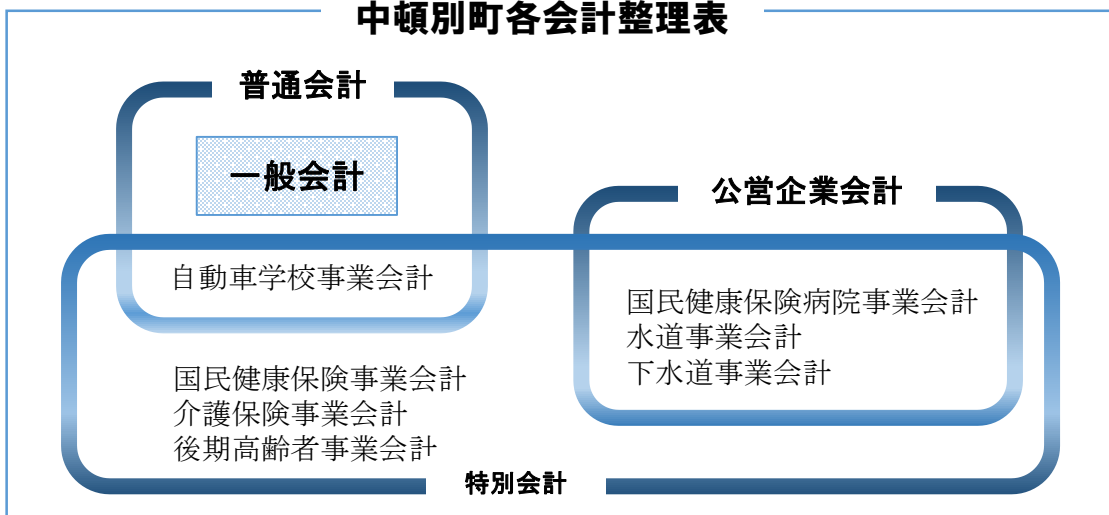 中頓別町各会計整理表
普通会計
一般会計
公営企業会計
自動車学校事業会計
国民健康保険病院事業会計
水道事業会計
下水道事業会計
国民健康保険事業会計
介護保険事業会計
後期高齢者事業会計
特別会計